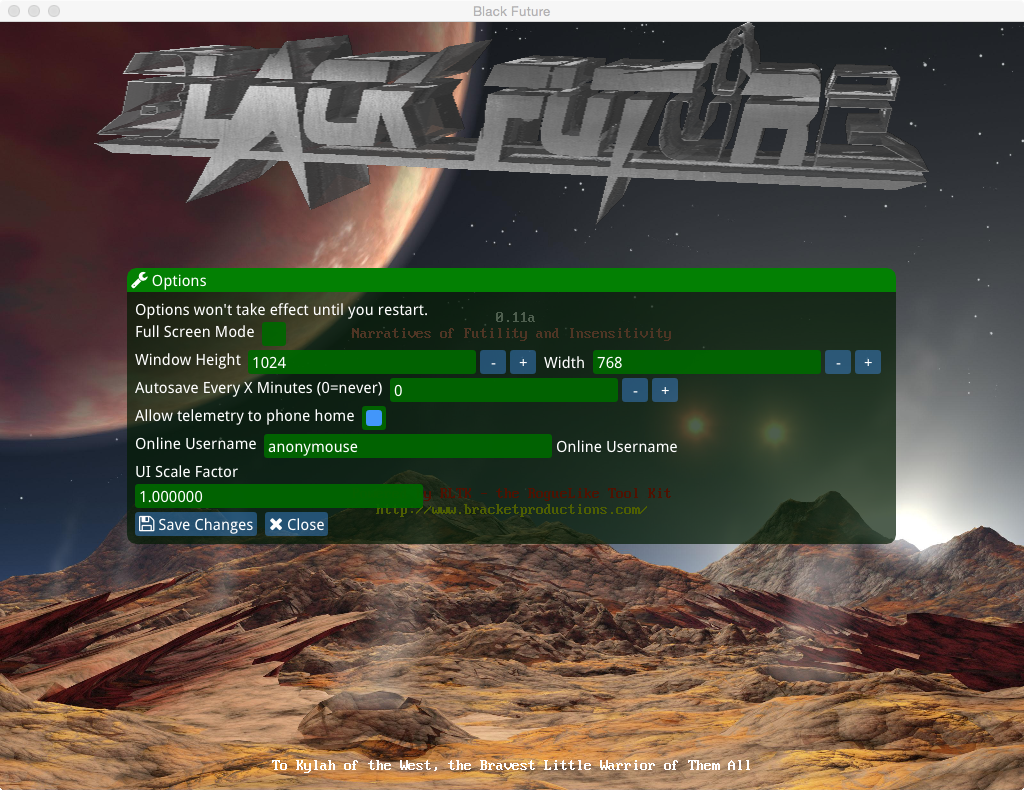 Black Future
BLACK FUTURE
Options
Options won't take effect until you restart.
0.11a
Full Screen Mode
Narratives of Futility and Insensitivity
Window Height 1024 - + Width 768 - +
Autosave Every X Minutes (0=never) 0 - +
Allow telemetry to phone home
Online Username anonymouse Online Username
UI Scale Factor
1.000000
RLTK - the RogueLike Tool Kit
http://www.bracketproductions.com/
Save Changes Close
To Kylah of the West, the Bravest Little Warrior of Them All